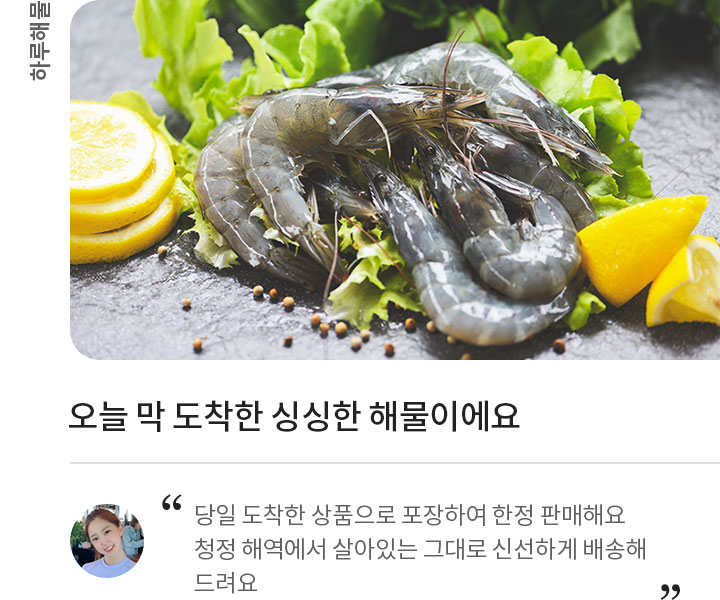 하루해물
오늘 막 도착한 싱싱한 해물이에요
“ 당일 도착한 상품으로 포장하여 한정 판매해요
청정 해역에서 살아있는 그대로 신선하게 배송해
드려요 ”